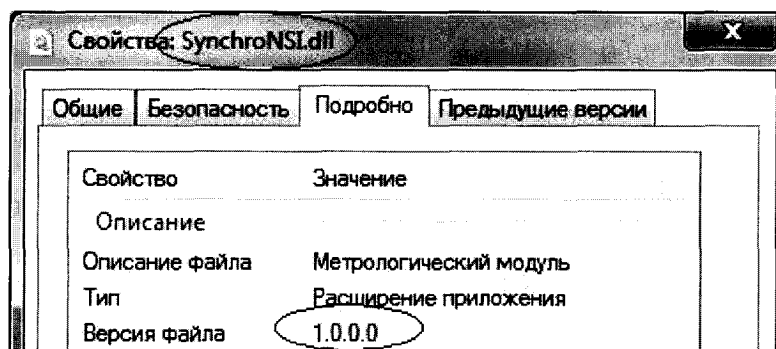 Свойства: SynchroNSI.dll
Общие Безопасность Подробно Предыдущие версии
Свойство Значение
Описание
Описание файла Метрологический модуль
Тип Расширение приложения
Версия файла 1.0.0.0